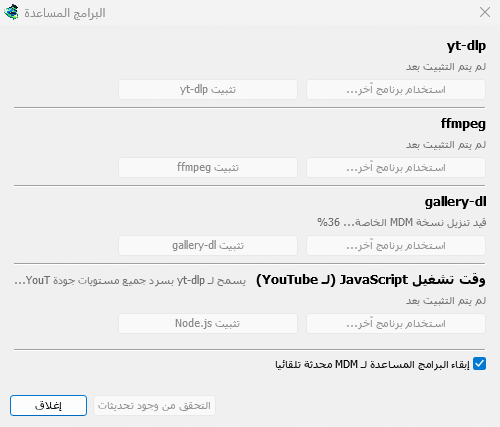 البرامج المساعدة
yt-dlp
لم يتم التثبيت بعد
استخدام برنامج آخر...
تثبيت yt-dlp
ffmpeg
لم يتم التثبيت بعد
استخدام برنامج آخر...
تثبيت ffmpeg
gallery-dl
قيد تنزيل نسخة MDM الخاصة... 36%
استخدام برنامج آخر...
تثبيت gallery-dl
وقت تشغيل JavaScript (لـ YouTube) يسمح لـ yt-dlp بسرد جميع مستويات جودة YouT...
لم يتم التثبيت بعد
استخدام برنامج آخر...
تثبيت Node.js
إبقاء البرامج المساعدة لـ MDM محدثة تلقائيا
التحقق من وجود تحديثات
إغلاق